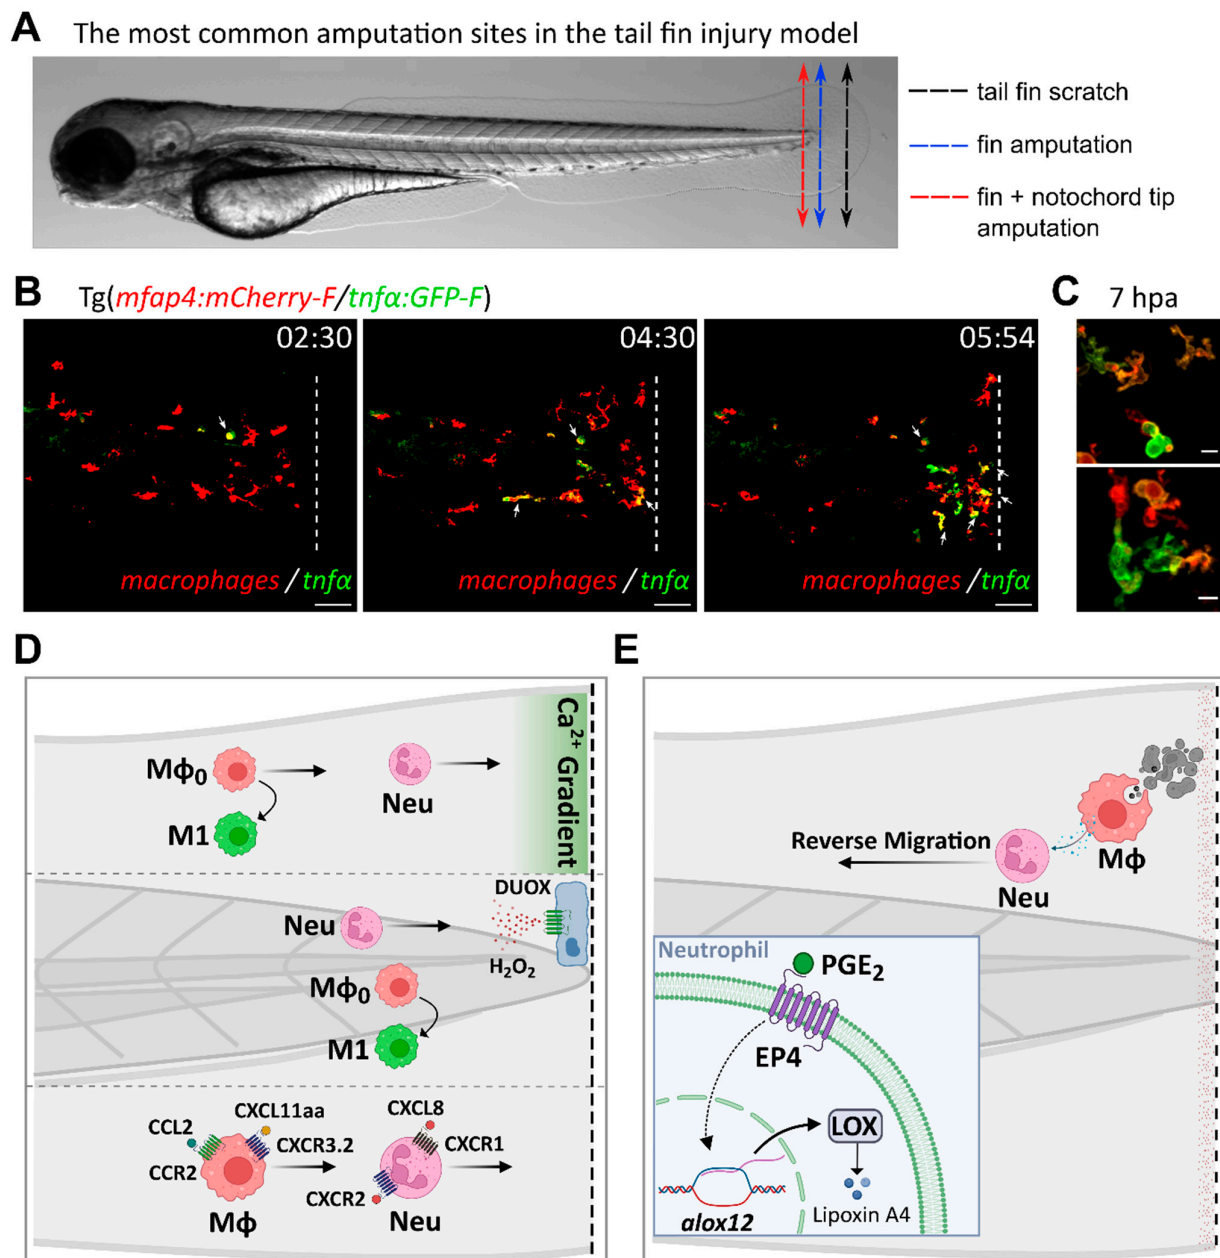 A The most common amputation sites in the tail fin injury model
tail fin scratch
fin amputation
fin + notochord tip
amputation
B Tg(mfap4:mCherry-F/tnfα:GFP-F)
02:30
macrophages / tnfα
04:30
macrophages / tnfα
05:54
macrophages / tnfα
C 7 hpa
D
Ca²⁺ Gradient
Mϕ₀
Neu
M1
DUOX
Neu
H₂O₂
Mϕ₀
M1
CXCL11aa
CXCL8
CCL2
CXCR3.2
CXCR1
CCR2
CXCR2
Mϕ
Neu
E
Reverse Migration
Mϕ
Neu
Neutrophil
PGE₂
EP4
LOX
alox12
Lipoxin A4